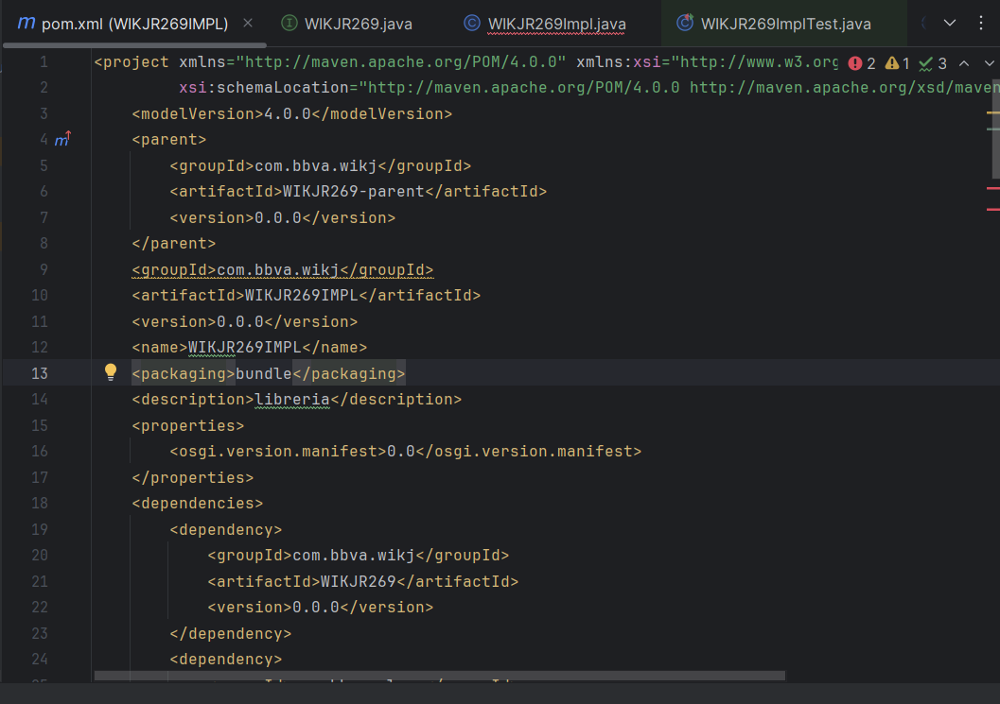 pom.xml (WIKJR269IMPL)
WIKJR269.java
WIKJR269Impl.java
WIKJR269ImplTest.java
1 <project xmlns="http://maven.apache.org/POM/4.0.0" xmlns:xsi="http://www.w3.org 2 1 3
2 xsi:schemaLocation="http://maven.apache.org/POM/4.0.0 http://maven.apache.org/xsd/maven
3 <modelVersion>4.0.0</modelVersion>
4 <parent>
5 <groupId>com.bbva.wikj</groupId>
6 <artifactId>WIKJR269-parent</artifactId>
7 <version>0.0.0</version>
8 </parent>
9 <groupId>com.bbva.wikj</groupId>
10 <artifactId>WIKJR269IMPL</artifactId>
11 <version>0.0.0</version>
12 <name>WIKJR269IMPL</name>
13 <packaging>bundle</packaging>
14 <description>libreria</description>
15 <properties>
16 <osgi.version.manifest>0.0</osgi.version.manifest>
17 </properties>
18 <dependencies>
19 <dependency>
20 <groupId>com.bbva.wikj</groupId>
21 <artifactId>WIKJR269</artifactId>
22 <version>0.0.0</version>
23 </dependency>
24 <dependency>